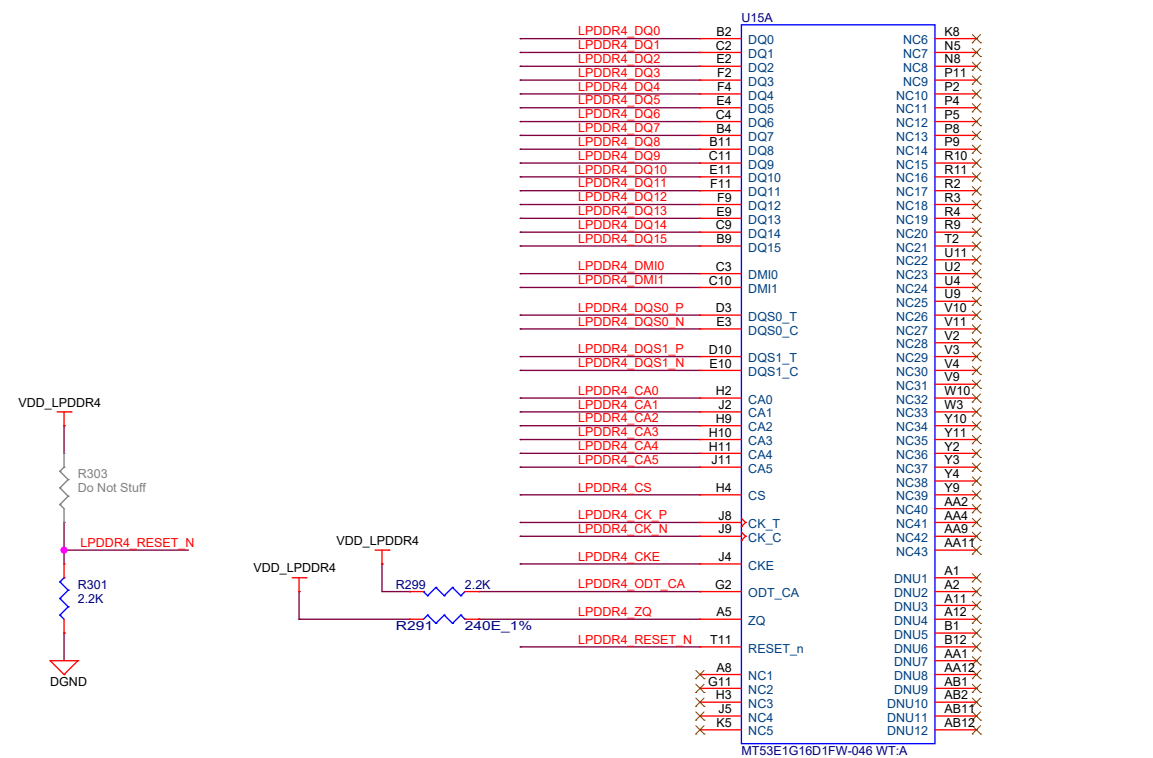 U15A
LPDDR4_DQ0 B2 DQ0 NC6 K8
LPDDR4_DQ1 C2 DQ1 NC7 N5
LPDDR4_DQ2 E2 DQ2 NC8 N8
LPDDR4_DQ3 F2 DQ3 NC9 P11
LPDDR4_DQ4 F4 DQ4 NC10 P2
LPDDR4_DQ5 E4 DQ5 NC11 P4
LPDDR4_DQ6 C4 DQ6 NC12 P5
LPDDR4_DQ7 B4 DQ7 NC13 P8
LPDDR4_DQ8 B11 DQ8 NC14 P9
LPDDR4_DQ9 C11 DQ9 NC15 R10
LPDDR4_DQ10 E11 DQ10 NC16 R11
LPDDR4_DQ11 F11 DQ11 NC17 R2
LPDDR4_DQ12 F9 DQ12 NC18 R3
LPDDR4_DQ13 E9 DQ13 NC19 R4
LPDDR4_DQ14 C9 DQ14 NC20 R9
LPDDR4_DQ15 B9 DQ15 NC21 T2
NC22 U11
LPDDR4_DMI0 C3 DMI0 NC23 U2
LPDDR4_DMI1 C10 DMI1 NC24 U4
NC25 U9
LPDDR4_DQS0_P D3 DQS0_T NC26 V10
LPDDR4_DQS0_N E3 DQS0_C NC27 V11
NC28 V2
LPDDR4_DQS1_P D10 DQS1_T NC29 V3
LPDDR4_DQS1_N E10 DQS1_C NC30 V4
NC31 V9
LPDDR4_CA0 H2 CA0 NC32 W10
LPDDR4_CA1 J2 CA1 NC33 W3
LPDDR4_CA2 H9 CA2 NC34 Y10
LPDDR4_CA3 H10 CA3 NC35 Y11
LPDDR4_CA4 H11 CA4 NC36 Y2
LPDDR4_CA5 J11 CA5 NC37 Y3
NC38 Y4
LPDDR4_CS H4 CS NC39 Y9
NC40 AA2
LPDDR4_CK_P J8 CK_T NC41 AA4
LPDDR4_CK_N J9 CK_C NC42 AA9
NC43 AA11
LPDDR4_CKE J4 CKE
DNU1 A1
LPDDR4_ODT_CA G2 ODT_CA DNU2 A2
DNU3 A11
LPDDR4_ZQ A5 ZQ DNU4 A12
DNU5 B1
LPDDR4_RESET_N T11 RESET_n DNU6 B12
DNU7 AA1
A8 NC1 DNU8 AA12
G11 NC2 DNU9 AB1
H3 NC3 DNU10 AB2
J5 NC4 DNU11 AB11
K5 NC5 DNU12 AB12
MT53E1G16D1FW-046 WT:A
VDD_LPDDR4
R303
Do Not Stuff
LPDDR4_RESET_N
R301
2.2K
DGND
VDD_LPDDR4
R299 2.2K
VDD_LPDDR4
R291 240E_1%